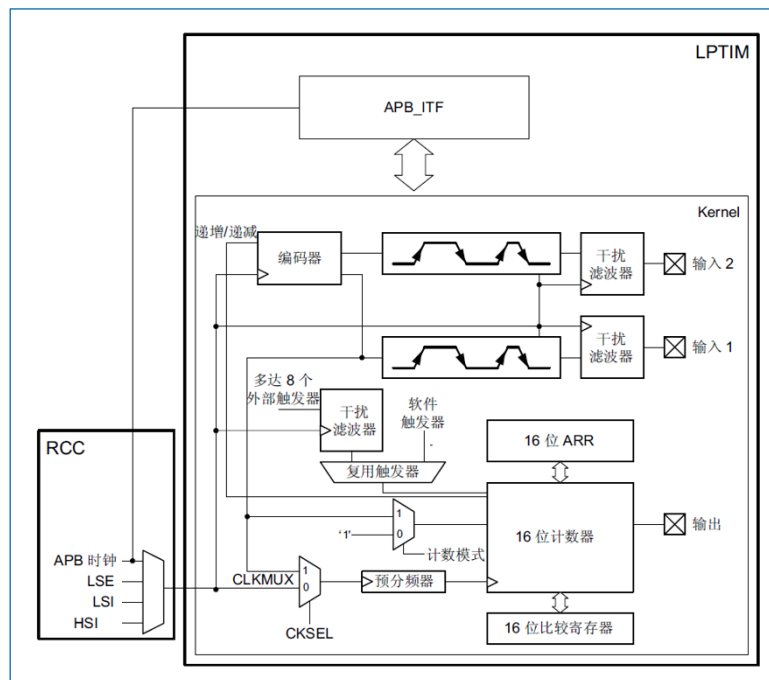 LPTIM
APB_ITF
Kernel
递增/递减
编码器
干扰
滤波器
输入 2
干扰
滤波器
输入 1
多达 8 个
外部触发器
干扰
滤波器
软件
触发器
复用触发器
16 位 ARR
RCC
1
0
‘1’
计数模式
16 位计数器
输出
APB 时钟
LSE
LSI
HSI
CLKMUX
1
0
CKSEL
预分频器
16 位比较寄存器